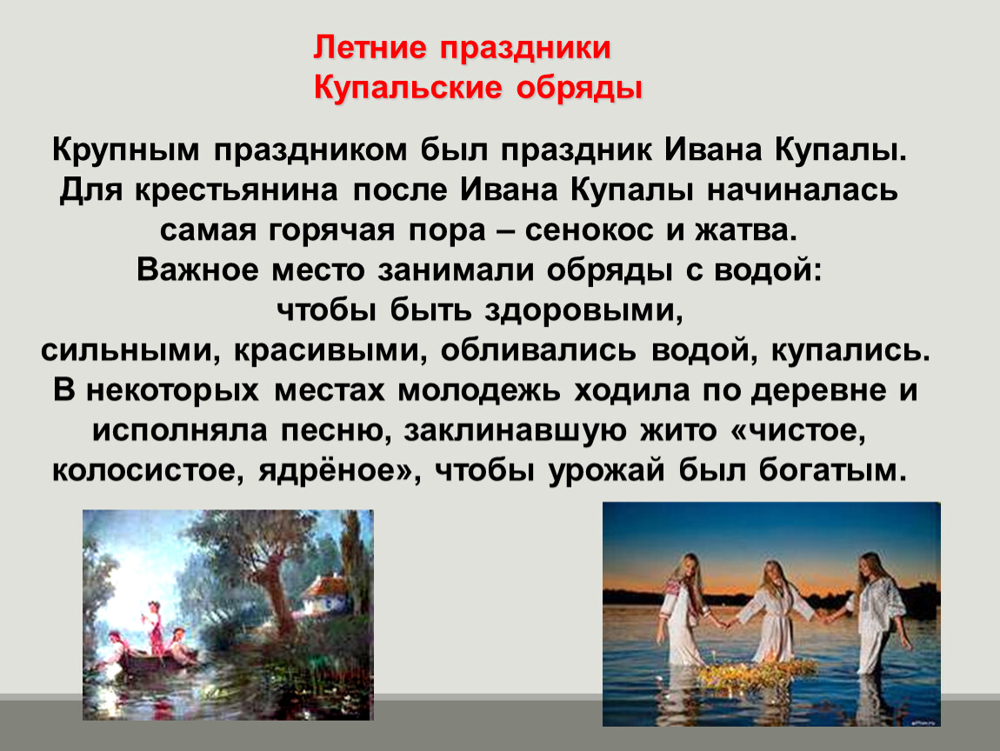 Летние праздники
Купальские обряды
Крупным праздником был праздник Ивана Купалы.
Для крестьянина после Ивана Купалы начиналась
самая горячая пора – сенокос и жатва.
Важное место занимали обряды с водой:
чтобы быть здоровыми,
сильными, красивыми, обливались водой, купались.
В некоторых местах молодежь ходила по деревне и
исполняла песню, заклинавшую жито «чистое,
колосистое, ядрёное», чтобы урожай был богатым.